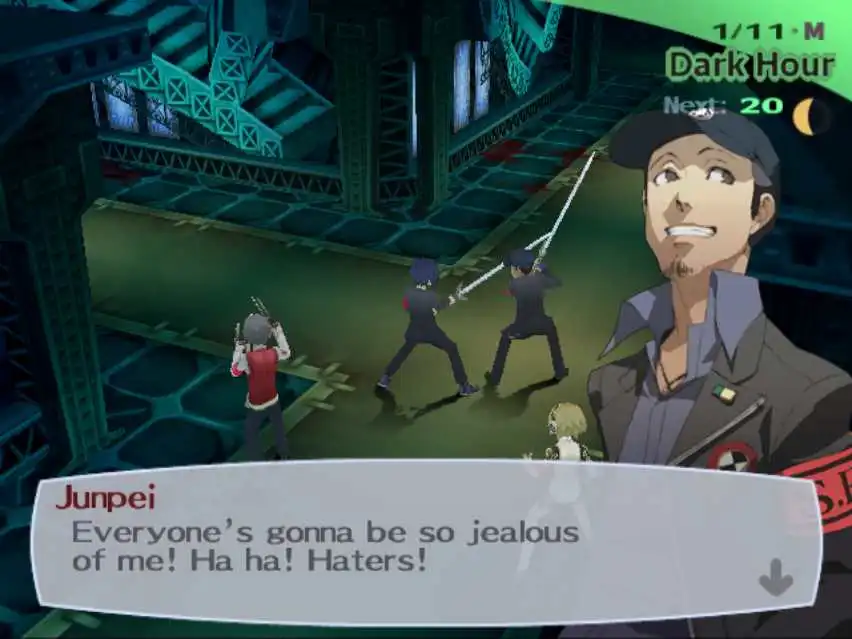 1/11・M
Dark Hour
Next: 20
Junpei
Everyone's gonna be so jealous
of me! Ha ha! Haters!